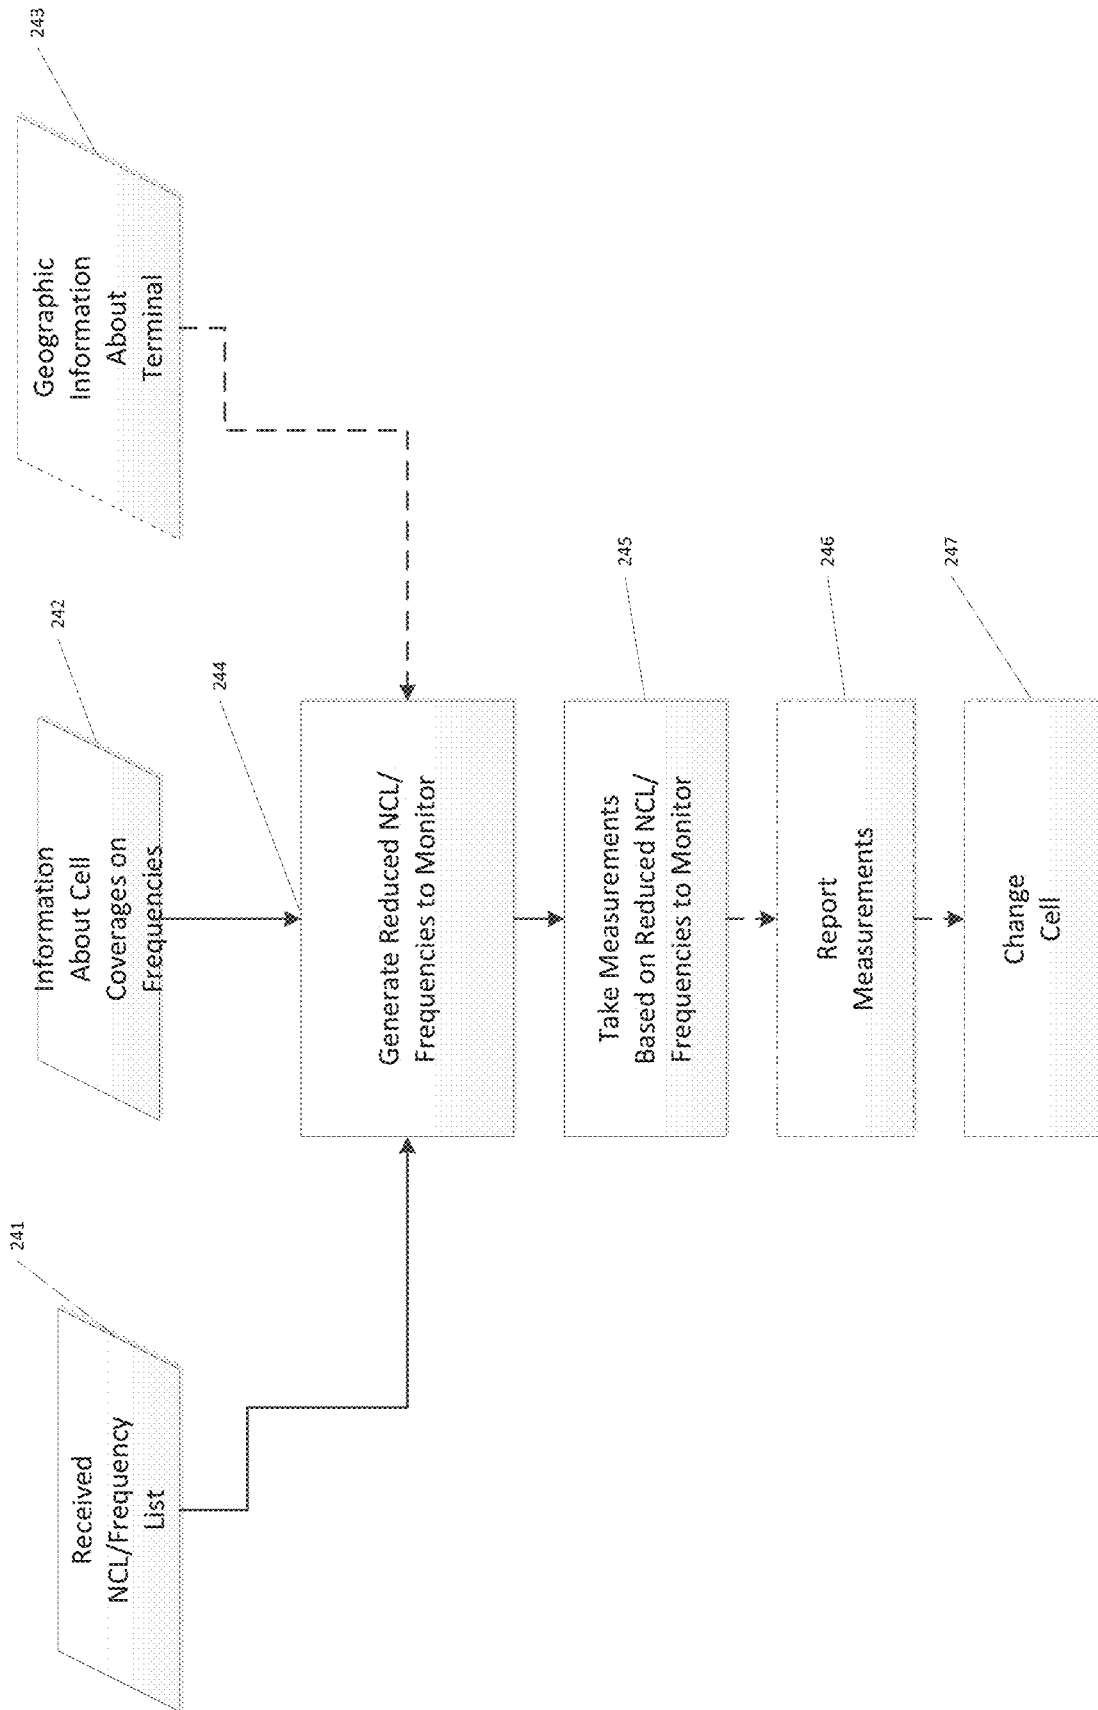 241
Received
NCL/Frequency
List
242
Information
About Cell
Coverages on
Frequencies
243
Geographic
Information
About
Terminal
244
Generate Reduced NCL/
Frequencies to Monitor
245
Take Measurements
Based on Reduced NCL/
Frequencies to Monitor
246
Report
Measurements
247
Change
Cell